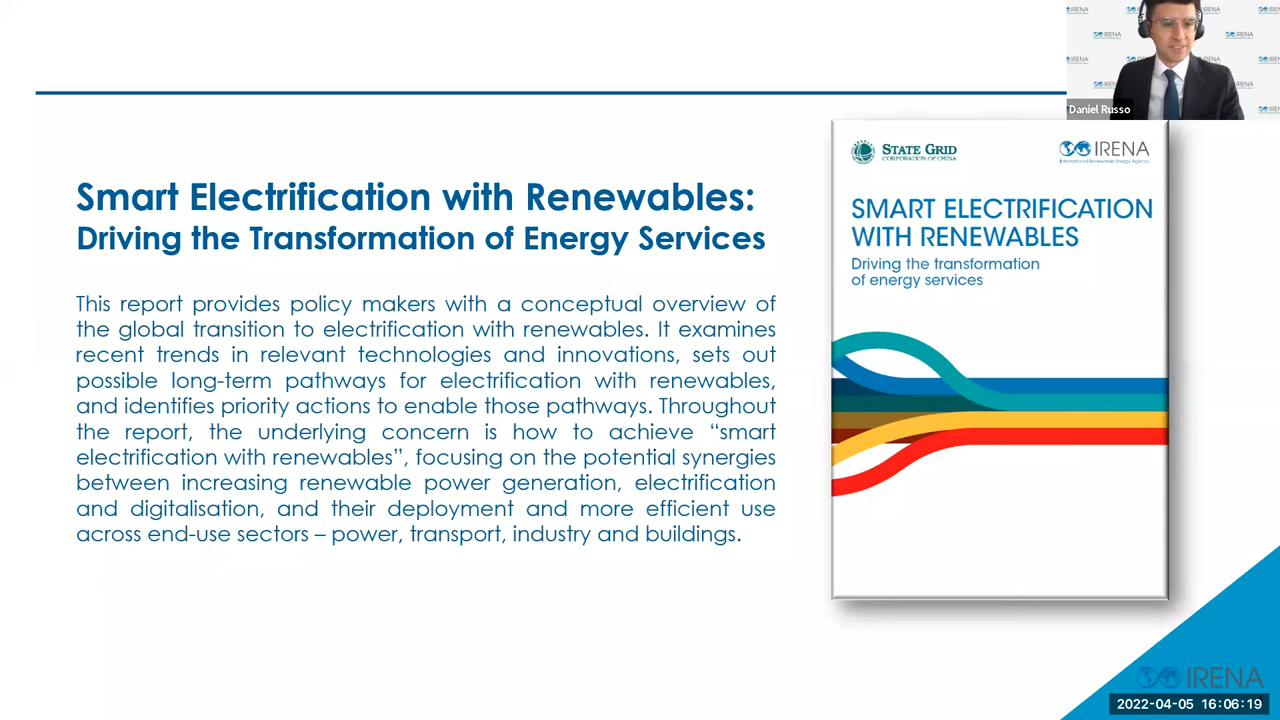 IRENA
IRENA
IRENA
IRENA
IRENA
Daniel Russo
Smart Electrification with Renewables:
Driving the Transformation of Energy Services
This report provides policy makers with a conceptual overview of
the global transition to electrification with renewables. It examines
recent trends in relevant technologies and innovations, sets out
possible long-term pathways for electrification with renewables,
and identifies priority actions to enable those pathways. Throughout
the report, the underlying concern is how to achieve “smart
electrification with renewables”, focusing on the potential synergies
between increasing renewable power generation, electrification
and digitalisation, and their deployment and more efficient use
across end-use sectors – power, transport, industry and buildings.
STATE GRID
CORPORATION OF CHINA
IRENA
International Renewable Energy Agency
SMART ELECTRIFICATION
WITH RENEWABLES
Driving the transformation
of energy services
IRENA
2022-04-05 16:06:19